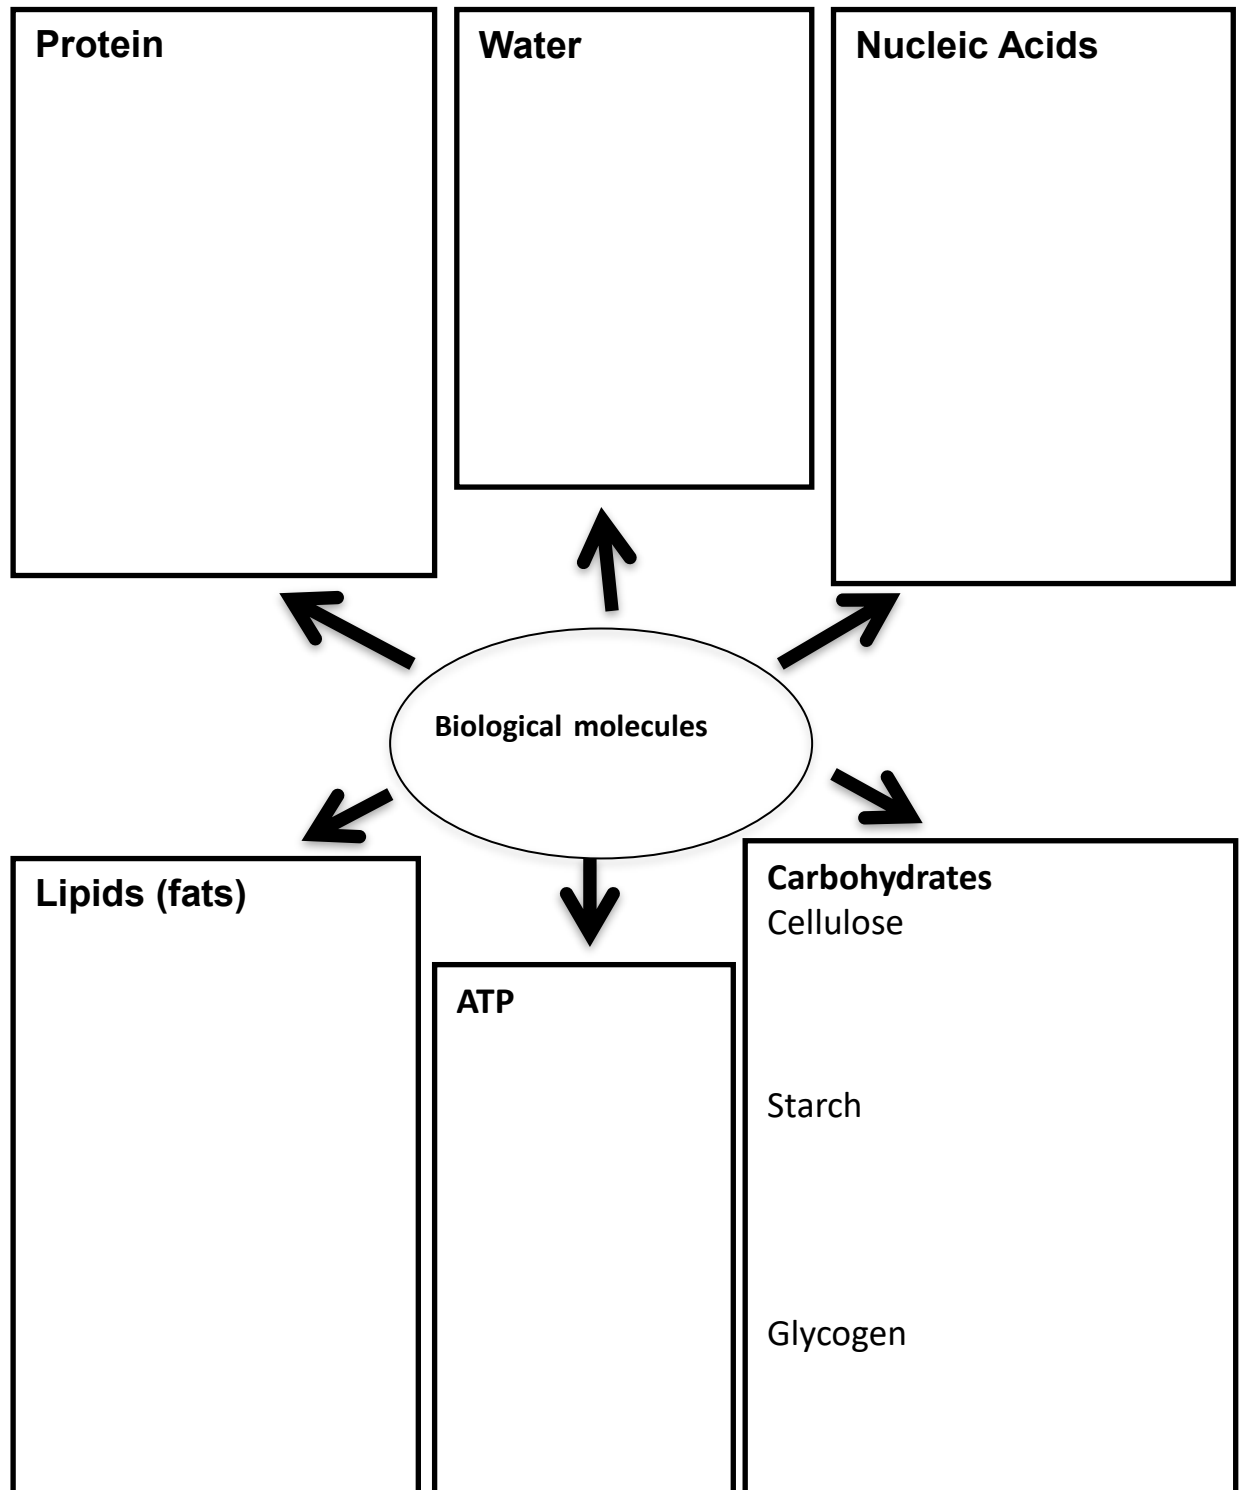 Protein
Water
Nucleic Acids
Biological molecules
Lipids (fats)
ATP
Carbohydrates
Cellulose
Starch
Glycogen